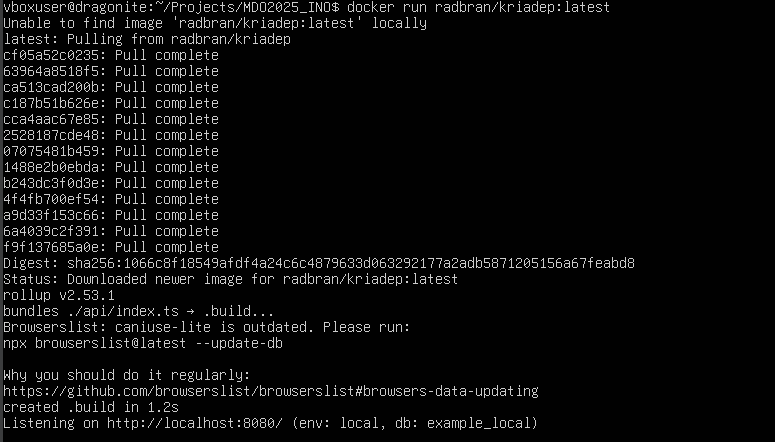 vboxuser@dragonite:~/Projects/MDO2025_INO$ docker run radbran/kriadep:latest
Unable to find image 'radbran/kriadep:latest' locally
latest: Pulling from radbran/kriadep
cf05a52c0235: Pull complete
63964a8518f5: Pull complete
ca513cad200b: Pull complete
c187b51b626e: Pull complete
cca4aac67e85: Pull complete
2528187cde48: Pull complete
07075481b459: Pull complete
1488e2b0ebda: Pull complete
b243dc3f0d3e: Pull complete
4f4fb700ef54: Pull complete
a9d33f153c66: Pull complete
6a4039c2f391: Pull complete
f9f137685a0e: Pull complete
Digest: sha256:1066c8f18549afdf4a24c6c4879633d063292177a2adb5871205156a67feabd8
Status: Downloaded newer image for radbran/kriadep:latest
rollup v2.53.1
bundles ./api/index.ts → .build...
Browserslist: caniuse-lite is outdated. Please run:
npx browserslist@latest --update-db
Why you should do it regularly:
https://github.com/browserslist/browserslist#browsers-data-updating
created .build in 1.2s
Listening on http://localhost:8080/ (env: local, db: example_local)